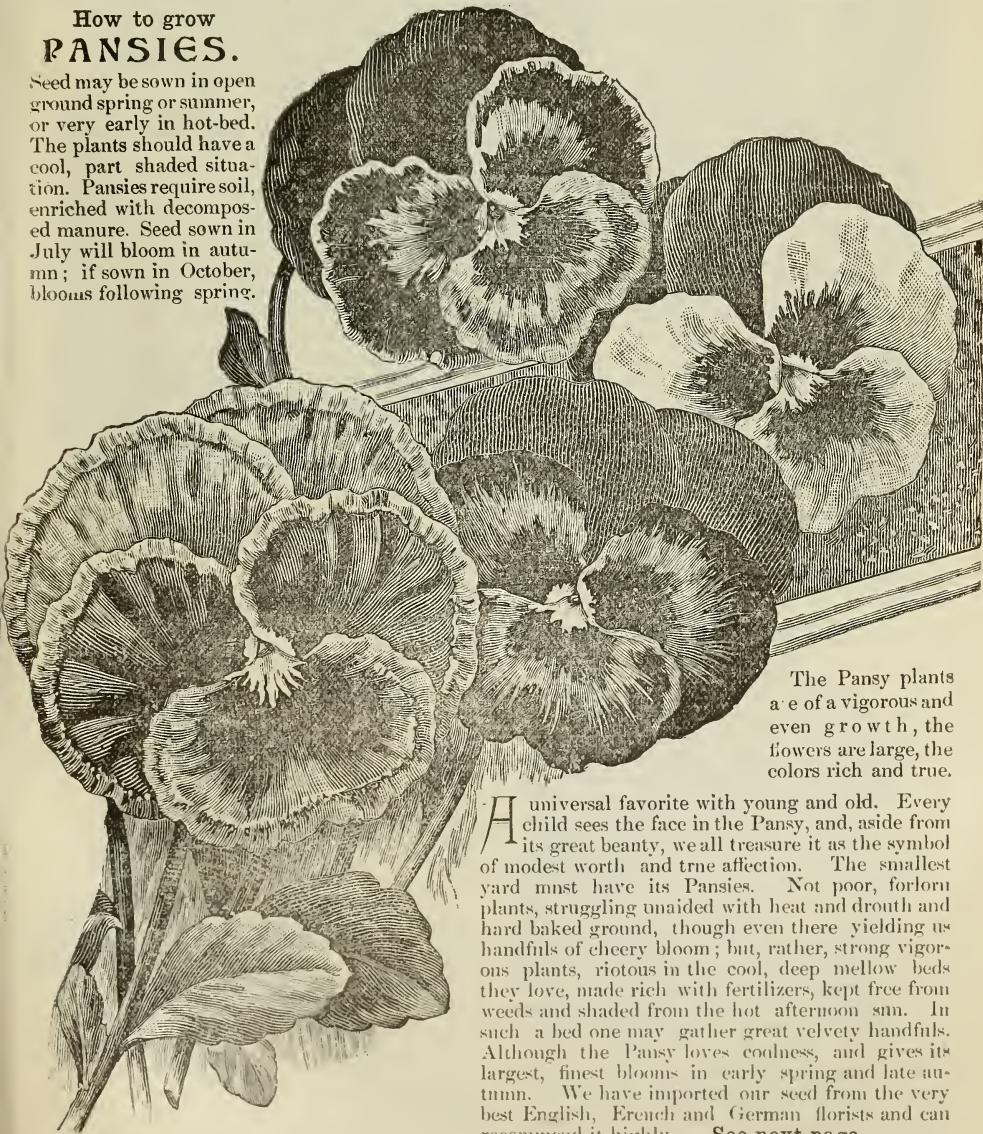 How to grow
PANSIES.
Seed may be sown in open
ground spring or summer,
or very early in hot-bed.
The plants should have a
cool, part shaded situa-
tion. Pansies require soil,
enriched with decompos-
ed manure. Seed sown in
July will bloom in autu-
mn; if sown in October,
blooms following spring.
The Pansy plants
a e of a vigorous and
even growth, the
flowers are large, the
colors rich and true.
A universal favorite with young and old. Every
child sees the face in the Pansy, and, aside from
its great beauty, we all treasure it as the symbol
of modest worth and trne affection. The smallest
yard mnst have its Pansies. Not poor, forlorn
plants, struggling unaided with heat and drouth and
hard baked ground, though even there yielding us
handfuls of cheery bloom; but, rather, strong vigor-
ous plants, riotous in the cool, deep mellow beds
they love, made rich with fertilizers, kept free from
weeds and shaded from the hot afternoon sun. In
such a bed one may gather great velvety handfuls.
Although the Pansy loves coolness, and gives its
largest, finest blooms in early spring and late au-
tumn. We have imported our seed from the very
best English, Erench and German florists and can
recommend it highly. See next page